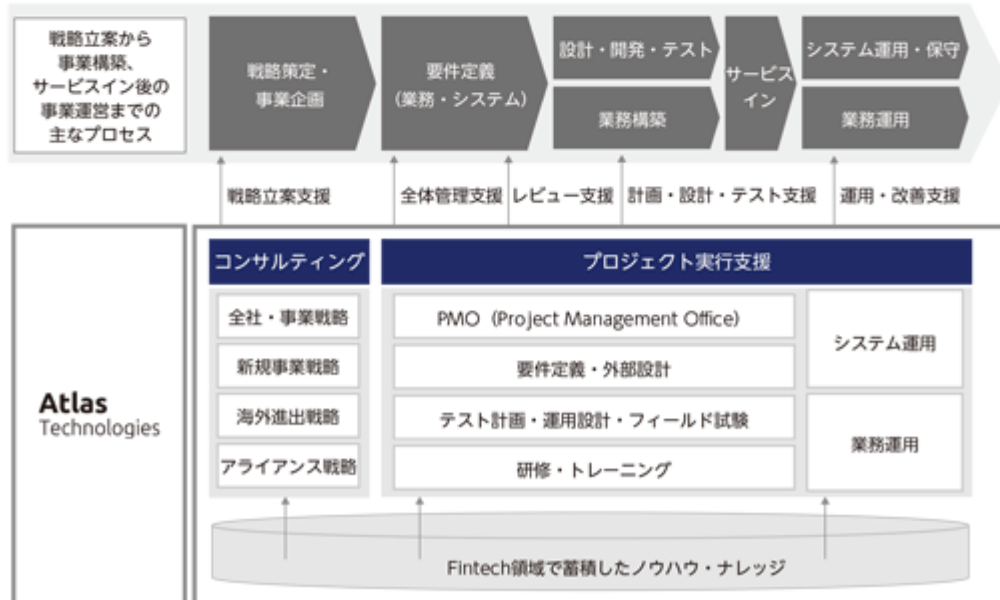 戦略立案から
事業構築、
サービスイン後の
事業運営までの
主なプロセス
戦略策定・
事業企画
要件定義
（業務・システム）
設計・開発・テスト
業務構築
サービス
イン
システム運用・保守
業務運用
戦略立案支援
全体管理支援
レビュー支援
計画・設計・テスト支援
運用・改善支援
Atlas
Technologies
コンサルティング
全社・事業戦略
新規事業戦略
海外進出戦略
アライアンス戦略
プロジェクト実行支援
PMO（Project Management Office）
要件定義・外部設計
テスト計画・運用設計・フィールド試験
研修・トレーニング
システム運用
業務運用
Fintech領域で蓄積したノウハウ・ナレッジ